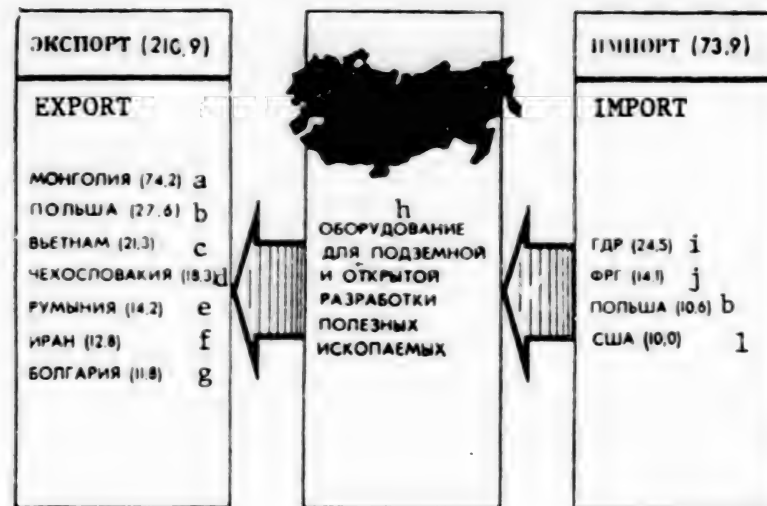 ЭКСПОРТ (210,9)
EXPORT
МОНГОЛИЯ (74,2) a
ПОЛЬША (27,6) b
ВЬЕТНАМ (21,3) c
ЧЕХОСЛОВАКИЯ (18,3) d
РУМЫНИЯ (14,2) e
ИРАН (12,8) f
БОЛГАРИЯ (11,8) g
h
ОБОРУДОВАНИЕ
ДЛЯ ПОДЗЕМНОЙ
И ОТКРЫТОЙ
РАЗРАБОТКИ
ПОЛЕЗНЫХ
ИСКОПАЕМЫХ
ИМПОРТ (73,9)
IMPORT
ГДР (24,5) i
ФРГ (14,1) j
ПОЛЬША (10,6) b
США (10,0) l